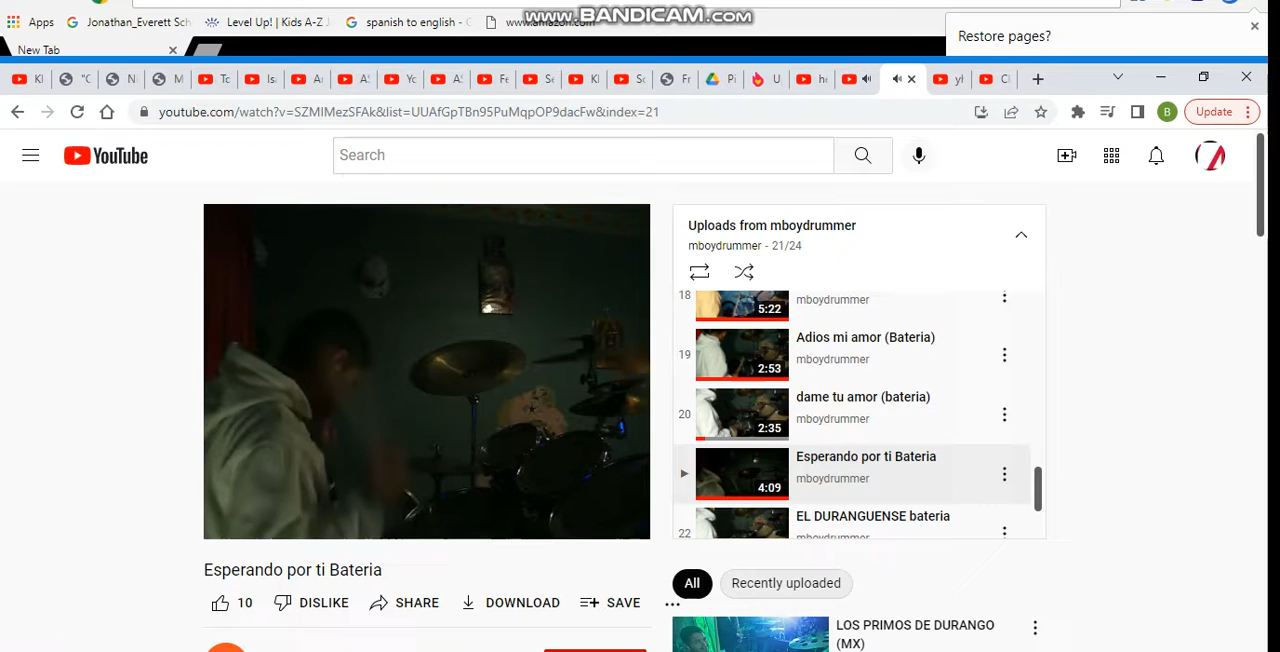 www.BANDICAM.com
Apps
Jonathan_Everett Sch
Level Up! | Kids A-Z
spanish to english - G
www.amazon.com
Restore pages?
New Tab
youtube.com/watch?v=SZMIMezSFAk&list=UUAfGpTBn95PuMqpOP9dacFw&index=21
B
Update
YouTube
Search
Uploads from mboydrummer
mboydrummer - 21/24
18
5:22
mboydrummer
19
2:53
Adios mi amor (Bateria)
mboydrummer
20
2:35
dame tu amor (bateria)
mboydrummer
4:09
Esperando por ti Bateria
mboydrummer
22
EL DURANGUENSE bateria
mboydrummer
Esperando por ti Bateria
10
DISLIKE
SHARE
DOWNLOAD
SAVE
All
Recently uploaded
LOS PRIMOS DE DURANGO
(MX)